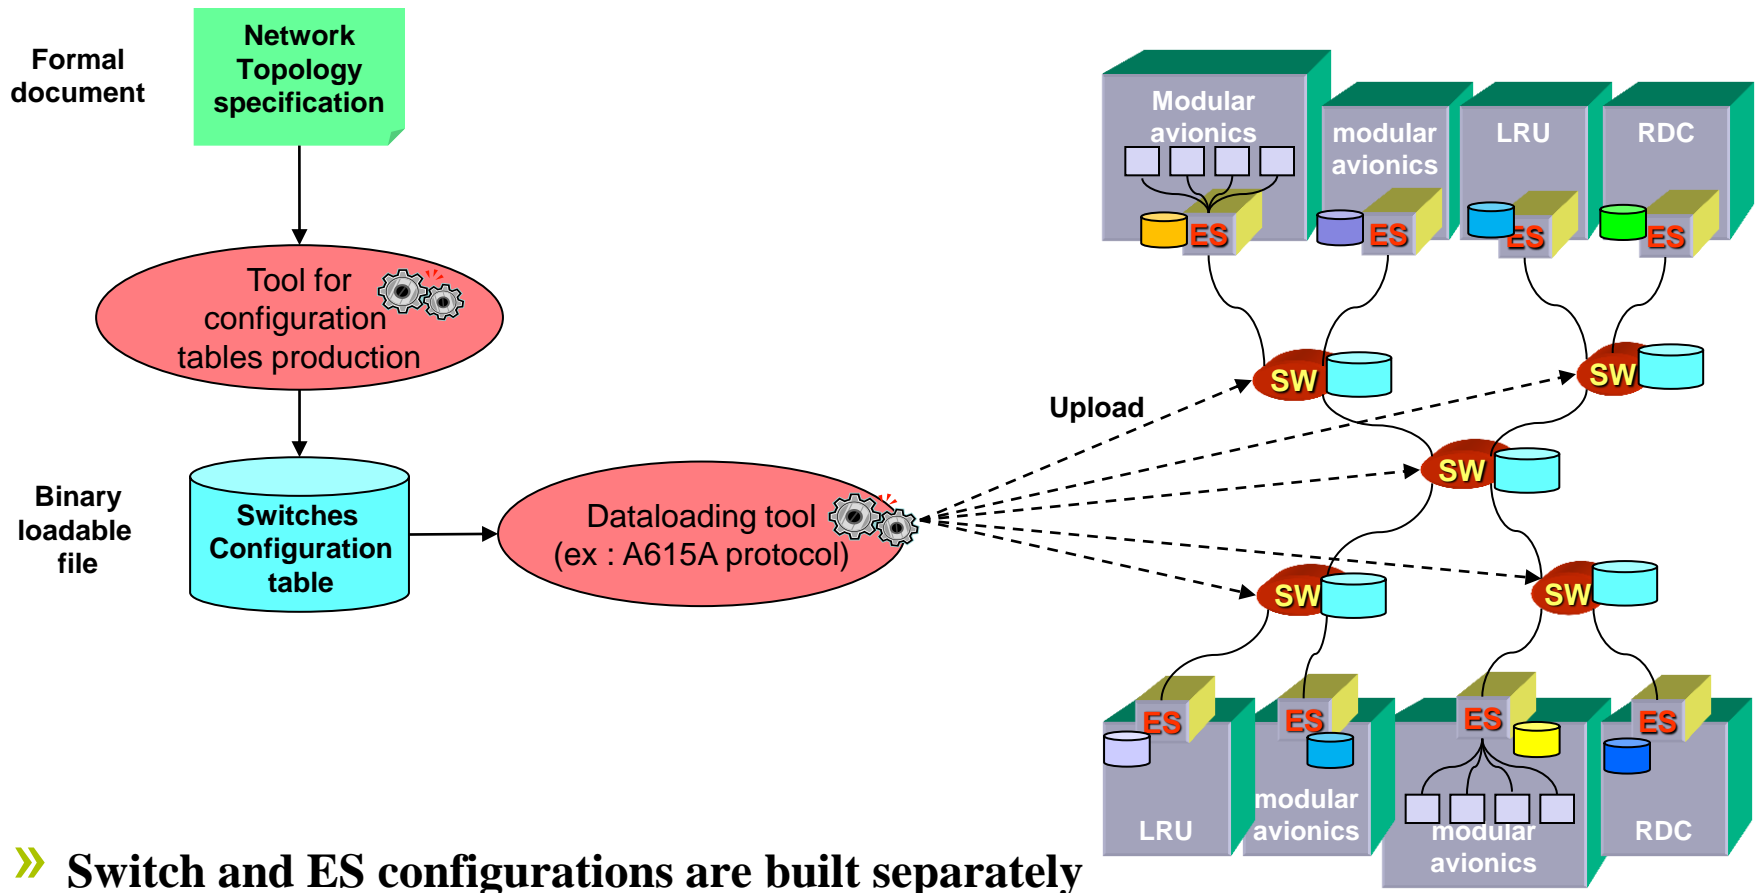 Formal
document
Network
Topology
specification
Tool for
configuration
tables production
Binary
loadable
file
Switches
Configuration
table
Dataloading tool
(ex : A615A protocol)
Upload
Modular
avionics
modular
avionics
LRU
RDC
ES
ES
ES
ES
SW
SW
SW
SW
SW
ES
ES
ES
ES
LRU
modular
avionics
modular
avionics
RDC
» Switch and ES configurations are built separately